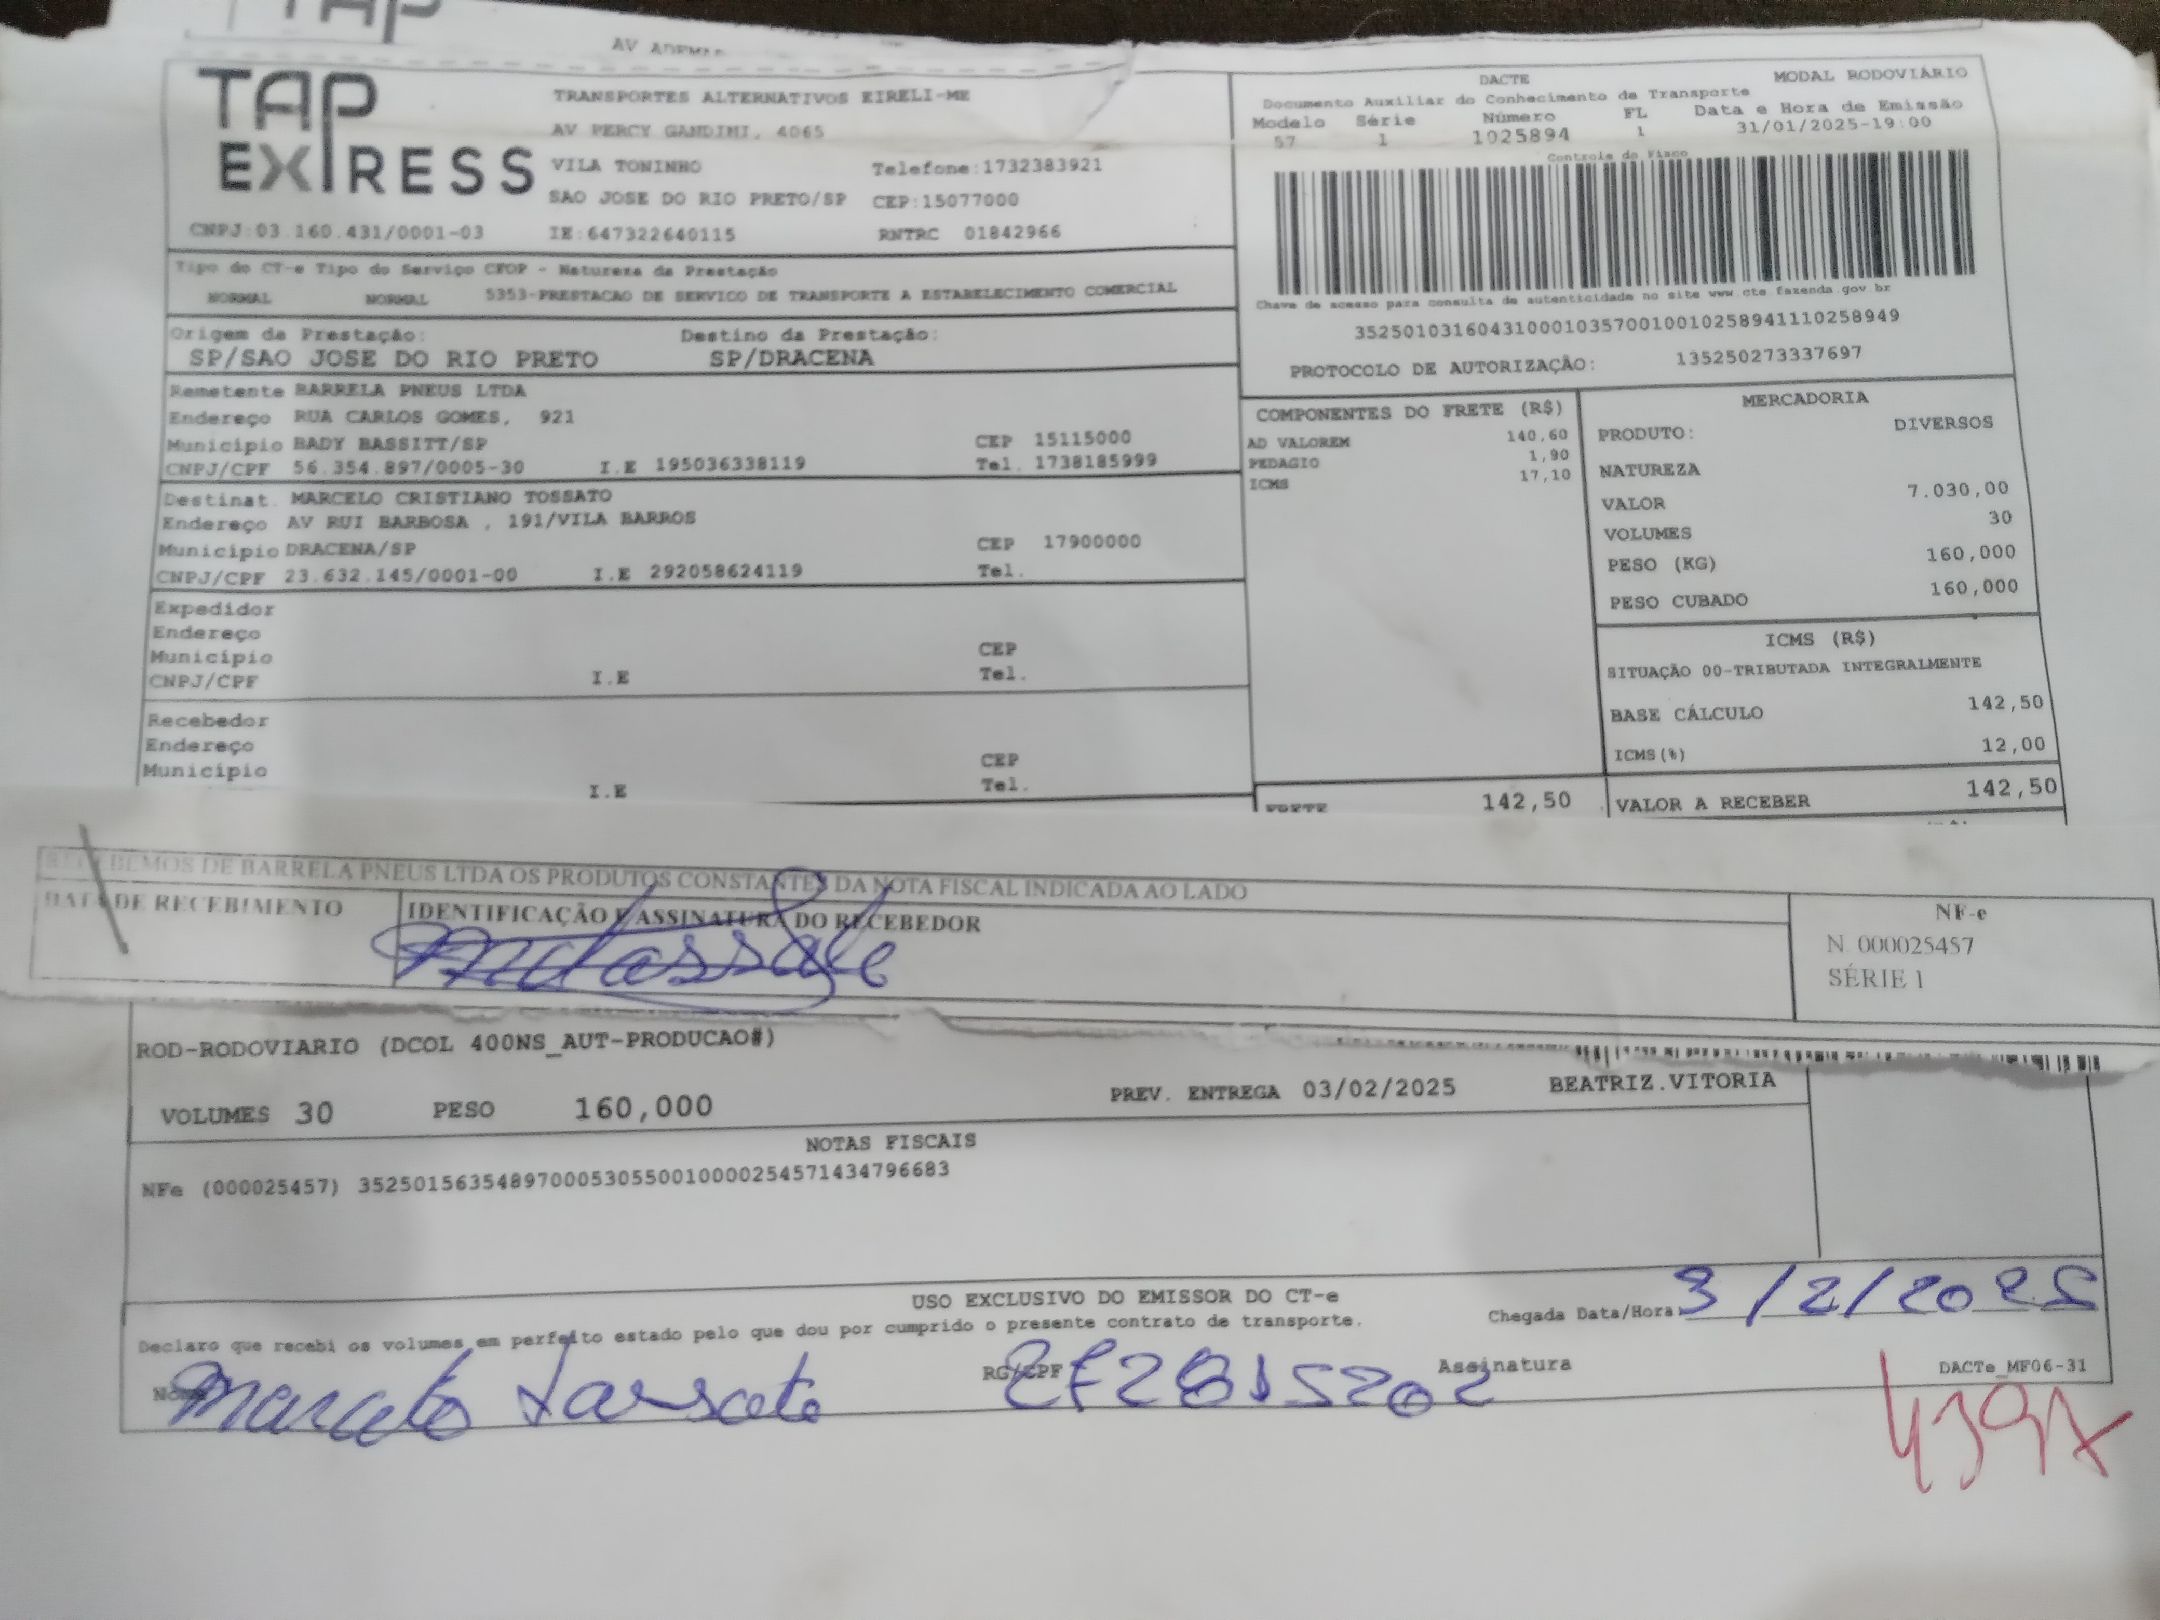 TAP
AV ADEMAR
TAP EXPRESS
TRANSPORTES ALTERNATIVOS EIRELI-ME
AV PERCY GANDINI, 4065
VILA TONINHO Telefone:1732383921
SAO JOSE DO RIO PRETO/SP CEP:15077000
CNPJ:03.160.431/0001-03 IE:647322640115 RNTRC 01842966
DACTE MODAL RODOVIÁRIO
Documento Auxiliar do Conhecimento de Transporte
Modelo Série Número FL Data e Hora de Emissão
57 1 1025894 1 31/01/2025-19:00
Controle do Fisco
Chave de acesso para consulta de autenticidade no site www.cte.fazenda.gov.br
35250103160431000103570010010258941110258949
PROTOCOLO DE AUTORIZAÇÃO: 135250273337697
Tipo do CT-e Tipo do Serviço CFOP - Natureza da Prestação
NORMAL NORMAL 5353-PRESTACAO DE SERVICO DE TRANSPORTE A ESTABELECIMENTO COMERCIAL
Origem da Prestação: Destino da Prestação:
SP/SAO JOSE DO RIO PRETO SP/DRACENA
Remetente BARRELA PNEUS LTDA
Endereço RUA CARLOS GOMES, 921
Município BADY BASSITT/SP CEP 15115000
CNPJ/CPF 56.354.897/0005-30 I.E 195036338119 Tel. 1738185999
Destinat. MARCELO CRISTIANO TOSSATO
Endereço AV RUI BARBOSA , 191/VILA BARROS
Município DRACENA/SP CEP 17900000
CNPJ/CPF 23.632.145/0001-00 I.E 292058624119 Tel.
Expedidor
Endereço
Município CEP
CNPJ/CPF I.E Tel.
Recebedor
Endereço
Município CEP
I.E Tel.
COMPONENTES DO FRETE (R$)
AD VALOREM 140,60
PEDAGIO 1,90
ICMS 17,10
FRETE 142,50
MERCADORIA
PRODUTO: DIVERSOS
NATUREZA
VALOR 7.030,00
VOLUMES 30
PESO (KG) 160,000
PESO CUBADO 160,000
ICMS (R$)
SITUAÇÃO 00-TRIBUTADA INTEGRALMENTE
BASE CÁLCULO 142,50
ICMS(%) 12,00
VALOR A RECEBER 142,50
RECEBEMOS DE BARRELA PNEUS LTDA OS PRODUTOS CONSTANTES DA NOTA FISCAL INDICADA AO LADO
DATA DE RECEBIMENTO IDENTIFICAÇÃO E ASSINATURA DO RECEBEDOR
NF-e
N. 000025457
SÉRIE 1
ROD-RODOVIARIO (DCOL 400NS_AUT-PRODUCAO#)
VOLUMES 30 PESO 160,000 PREV. ENTREGA 03/02/2025 BEATRIZ.VITORIA
NOTAS FISCAIS
NFe (000025457) 35250156354897000530550010000254571434796683
USO EXCLUSIVO DO EMISSOR DO CT-e
Declaro que recebi os volumes em perfeito estado pelo que dou por cumprido o presente contrato de transporte.
Chegada Data/Hora: 3/2/2025
Nome Marcelo Tossato RG/CPF Assinatura DACTe_MF06-31